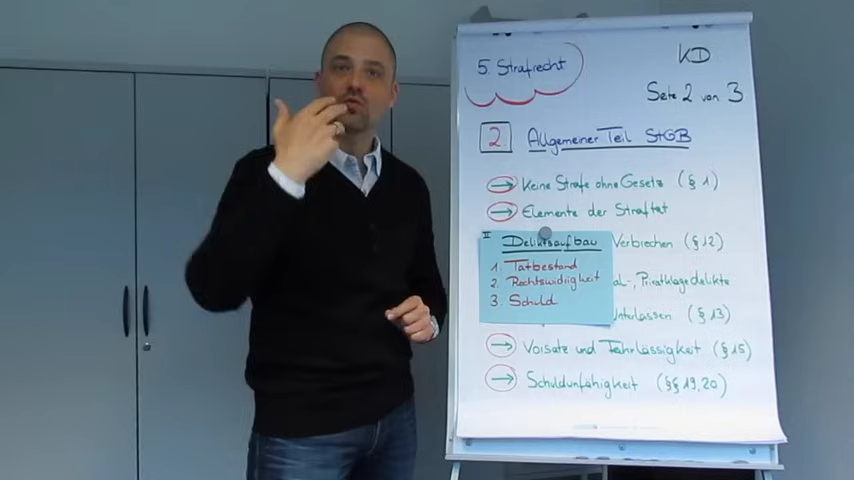 5. Strafrecht
KD
Seite 2 von 3
2 Allgemeiner Teil StGB
→ Keine Strafe ohne Gesetz (§ 1)
→ Elemente der Straftat
II Deliktsaufbau
1. Tatbestand
2. Rechtswidrigkeit
3. Schuld
Verbrechen (§ 12)
al-, Privatklagedelikte
Unterlassen (§ 13)
→ Vorsatz und Fahrlässigkeit (§ 15)
→ Schuldunfähigkeit (§§ 19, 20)